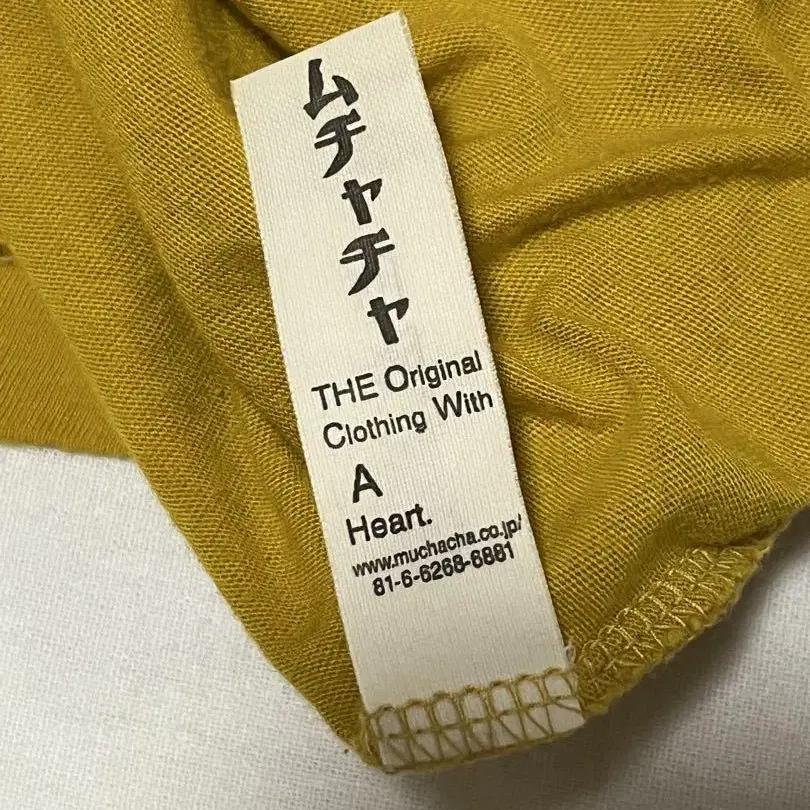 ムチャチャ
THE Original
Clothing With
A
Heart.
www.muchacha.co.jp/
81-6-6268-6881